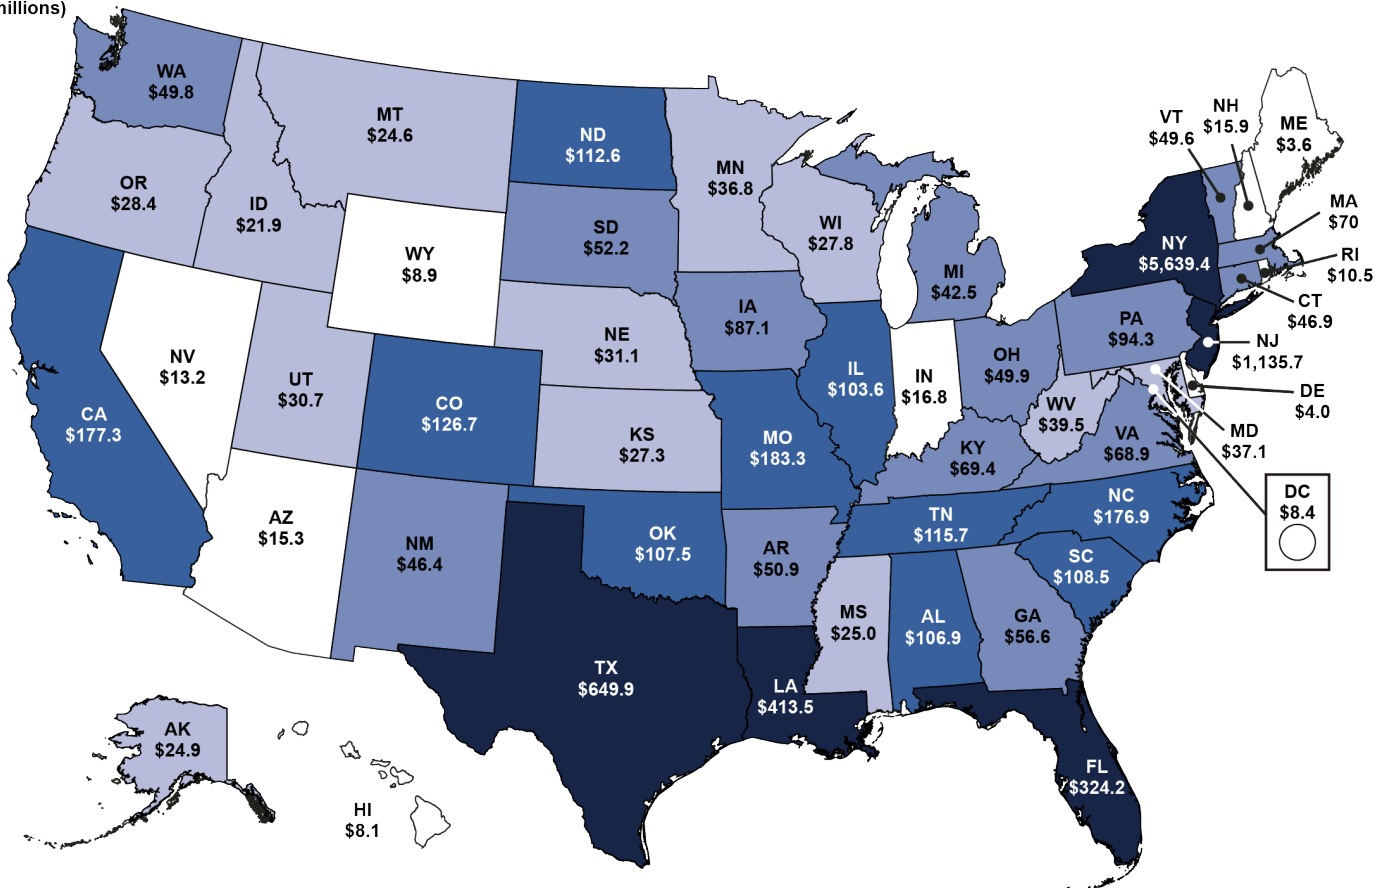 millions)
WA
$49.8
MT
$24.6
ND
$112.6
MN
$36.8
VT
$49.6
NH
$15.9
ME
$3.6
OR
$28.4
ID
$21.9
WY
$8.9
SD
$52.2
WI
$27.8
MI
$42.5
NY
$5,639.4
MA
$70
RI
$10.5
CT
$46.9
NV
$13.2
UT
$30.7
CO
$126.7
NE
$31.1
IA
$87.1
IL
$103.6
IN
$16.8
OH
$49.9
PA
$94.3
NJ
$1,135.7
DE
$4.0
MD
$37.1
DC
$8.4
CA
$177.3
KS
$27.3
MO
$183.3
KY
$69.4
WV
$39.5
VA
$68.9
AZ
$15.3
NM
$46.4
OK
$107.5
AR
$50.9
TN
$115.7
NC
$176.9
SC
$108.5
TX
$649.9
LA
$413.5
MS
$25.0
AL
$106.9
GA
$56.6
FL
$324.2
AK
$24.9
HI
$8.1